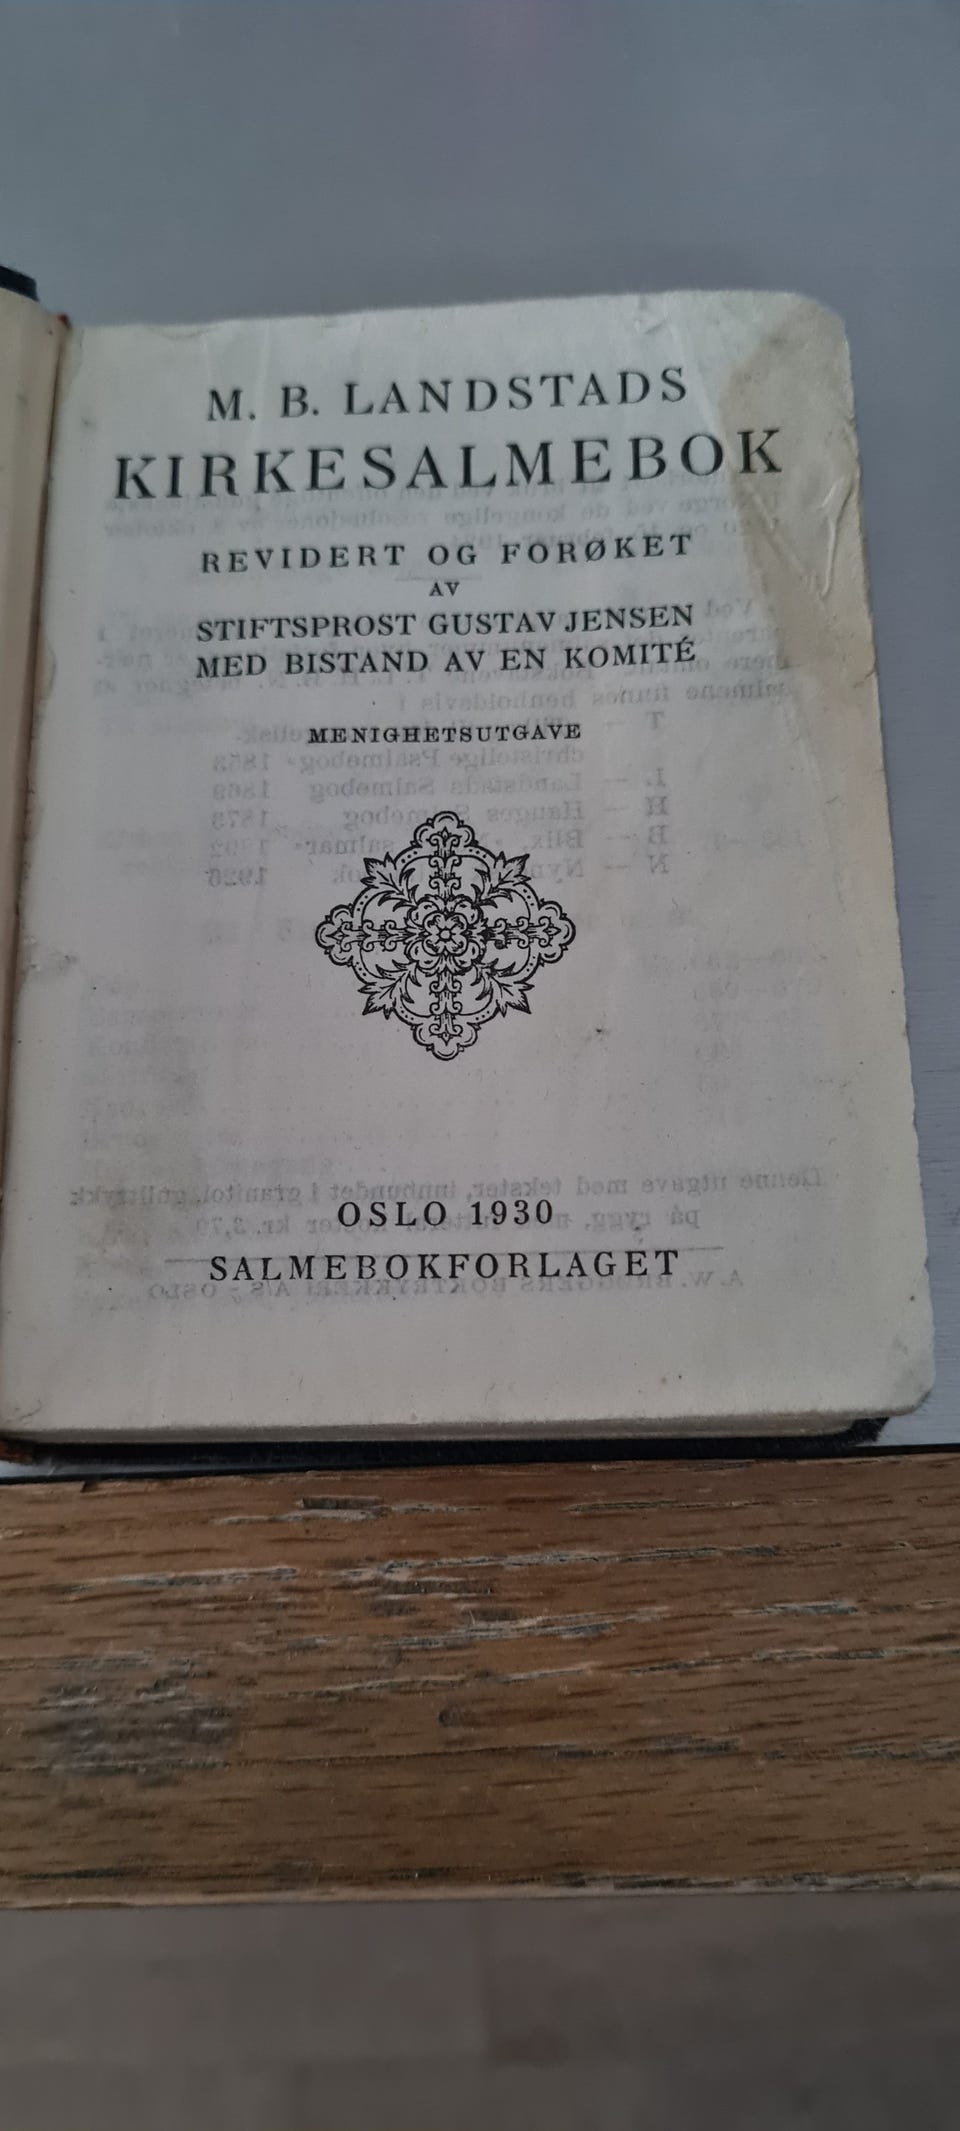 M. B. LANDSTADS
KIRKESALMEBOK
REVIDERT OG FORØKET
AV
STIFTSPROST GUSTAV JENSEN
MED BISTAND AV EN KOMITÉ
MENIGHETSUTGAVE
OSLO 1930
SALMEBOKFORLAGET